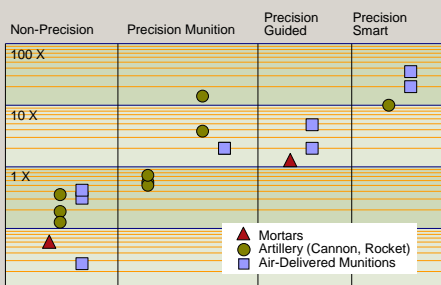 Non-Precision
Precision Munition
Precision
Guided
Precision
Smart
100 X
10 X
1 X
Mortars
Artillery (Cannon, Rocket)
Air-Delivered Munitions